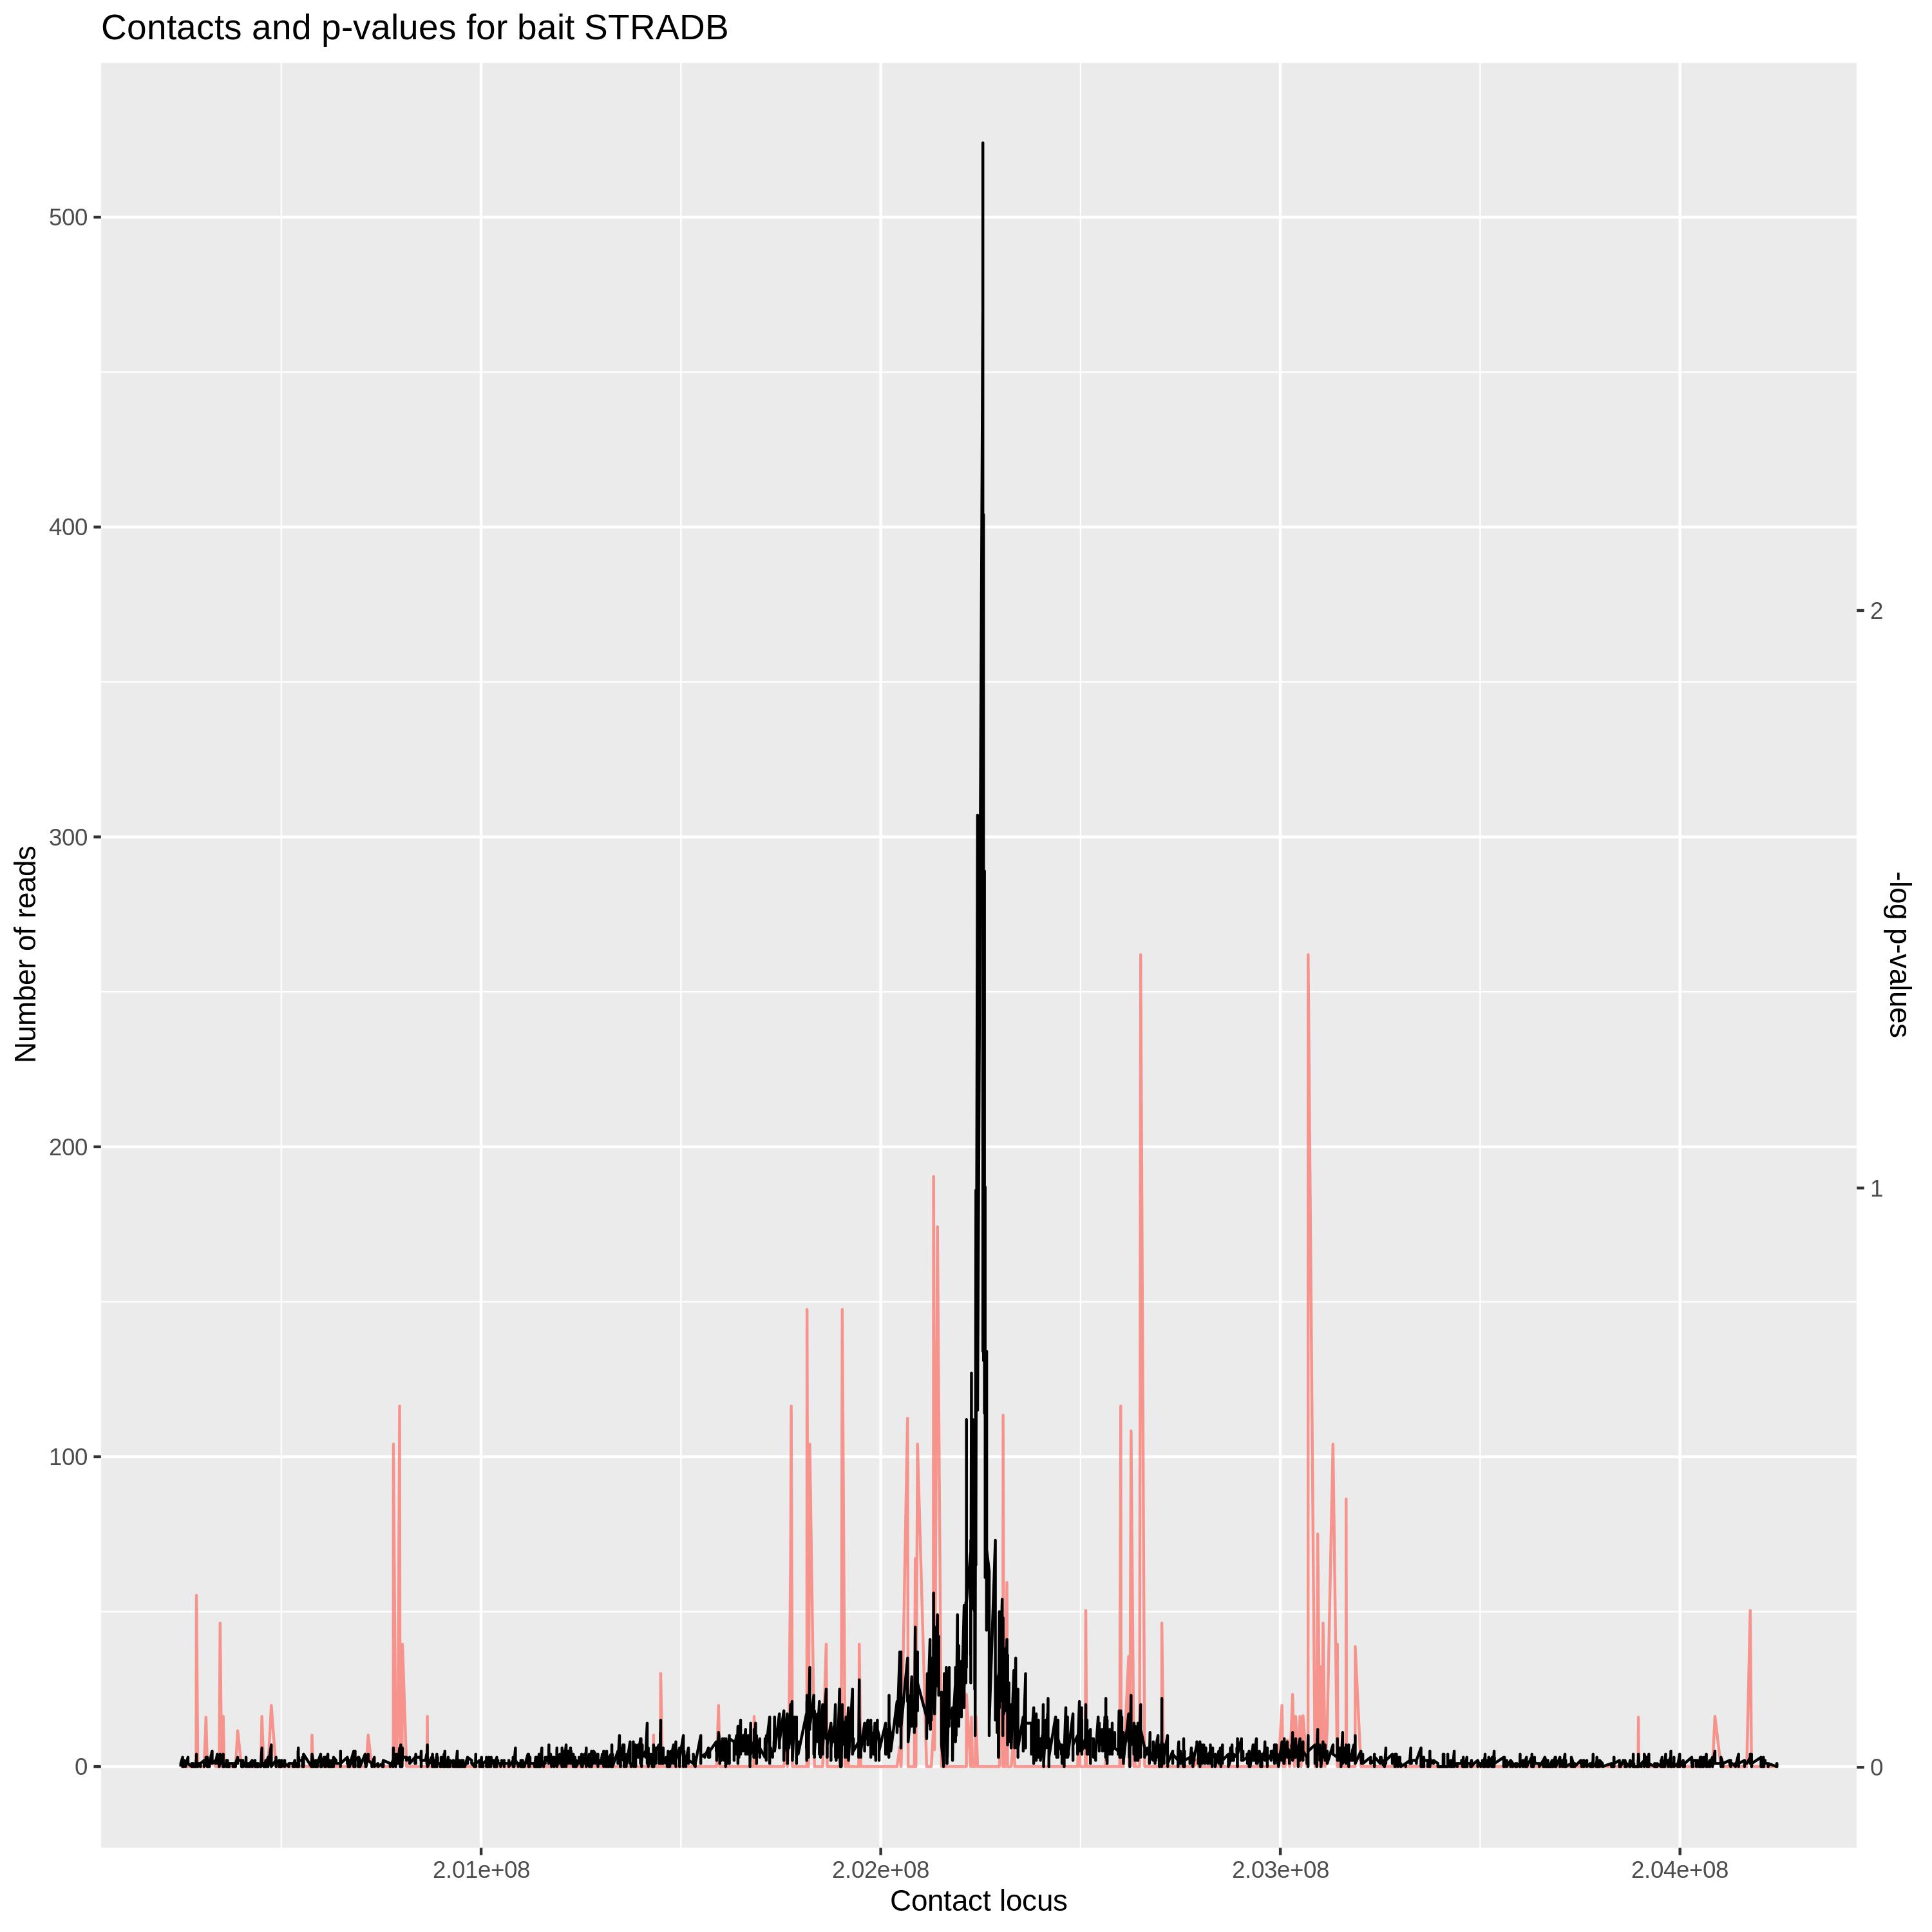 Contacts and p-values for bait STRADB
500
400
300
200
100
0
Number of reads
2
1
0
-log p-values
2.01e+08
2.02e+08
2.03e+08
2.04e+08
Contact locus